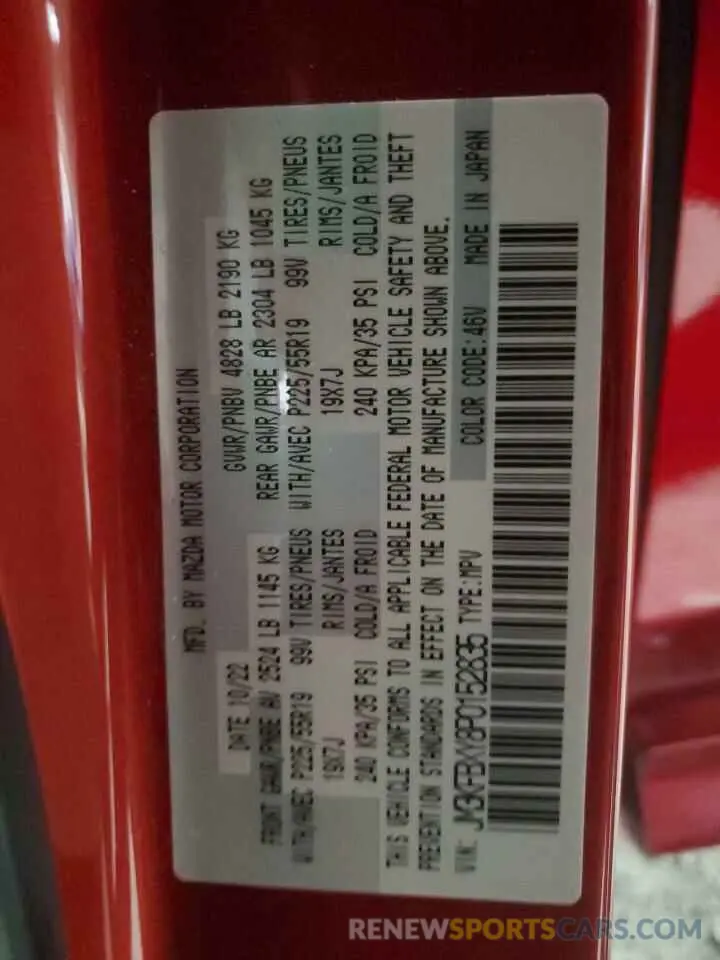 MFD. BY MAZDA MOTOR CORPORATION
DATE 10/22 GVWR/PNBV 4828 LB 2190 KG
FRONT GAWR/PNBE AV 2524 LB 1145 KG REAR GAWR/PNBE AR 2304 LB 1045 KG
WITH/AVEC P225/55R19 99V TIRES/PNEUS WITH/AVEC P225/55R19 99V TIRES/PNEUS
19X7J RIMS/JANTES 19X7J RIMS/JANTES
240 KPA/35 PSI COLD/A FROID 240 KPA/35 PSI COLD/A FROID
THIS VEHICLE CONFORMS TO ALL APPLICABLE FEDERAL MOTOR VEHICLE SAFETY AND THEFT
PREVENTION STANDARDS IN EFFECT ON THE DATE OF MANUFACTURE SHOWN ABOVE.
VIN: JM3KFBXY8P0152835 TYPE:MPV COLOR CODE:46V MADE IN JAPAN
RENEWSPORTSCARS.COM